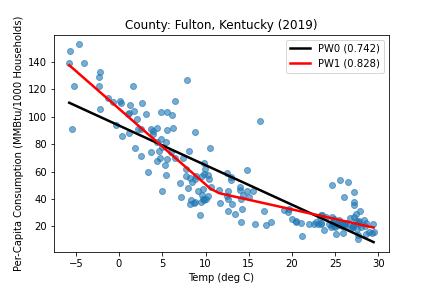 County: Fulton, Kentucky (2019)
PW0 (0.742)
PW1 (0.828)
Per-Capita Consumption (MMBtu/1000 Households)
140
120
100
80
60
40
20
−5 0 5 10 15 20 25 30
Temp (deg C)